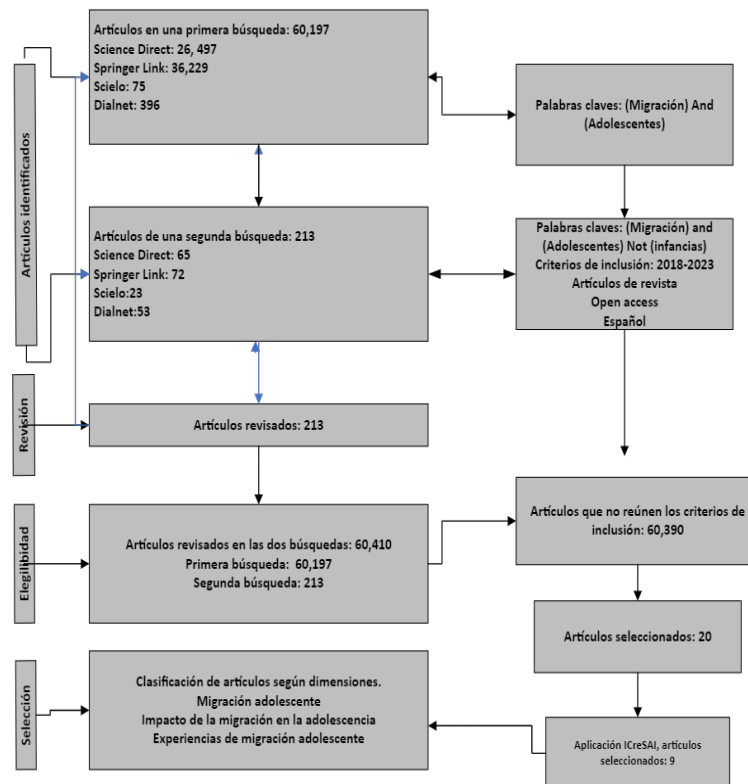 Artículos en una primera búsqueda: 60,197
Science Direct: 26, 497
Springer Link: 36,229
Scielo: 75
Dialnet: 396
Palabras claves: (Migración) And
(Adolescentes)
Artículos identificados
Artículos de una segunda búsqueda: 213
Science Direct: 65
Springer Link: 72
Scielo:23
Dialnet:53
Palabras claves: (Migración) and
(Adolescentes) Not (infancias)
Criterios de inclusión: 2018-2023
Artículos de revista
Open access
Español
Revisión
Artículos revisados: 213
Elegilibidad
Artículos revisados en las dos búsquedas: 60,410
Primera búsqueda: 60,197
Segunda búsqueda: 213
Artículos que no reúnen los criterios de
inclusión: 60,390
Artículos seleccionados: 20
Selección
Clasificación de artículos según dimensiones.
Migración adolescente
Impacto de la migración en la adolescencia
Experiencias de migración adolescente
Aplicación ICreSAI, artículos
seleccionados: 9